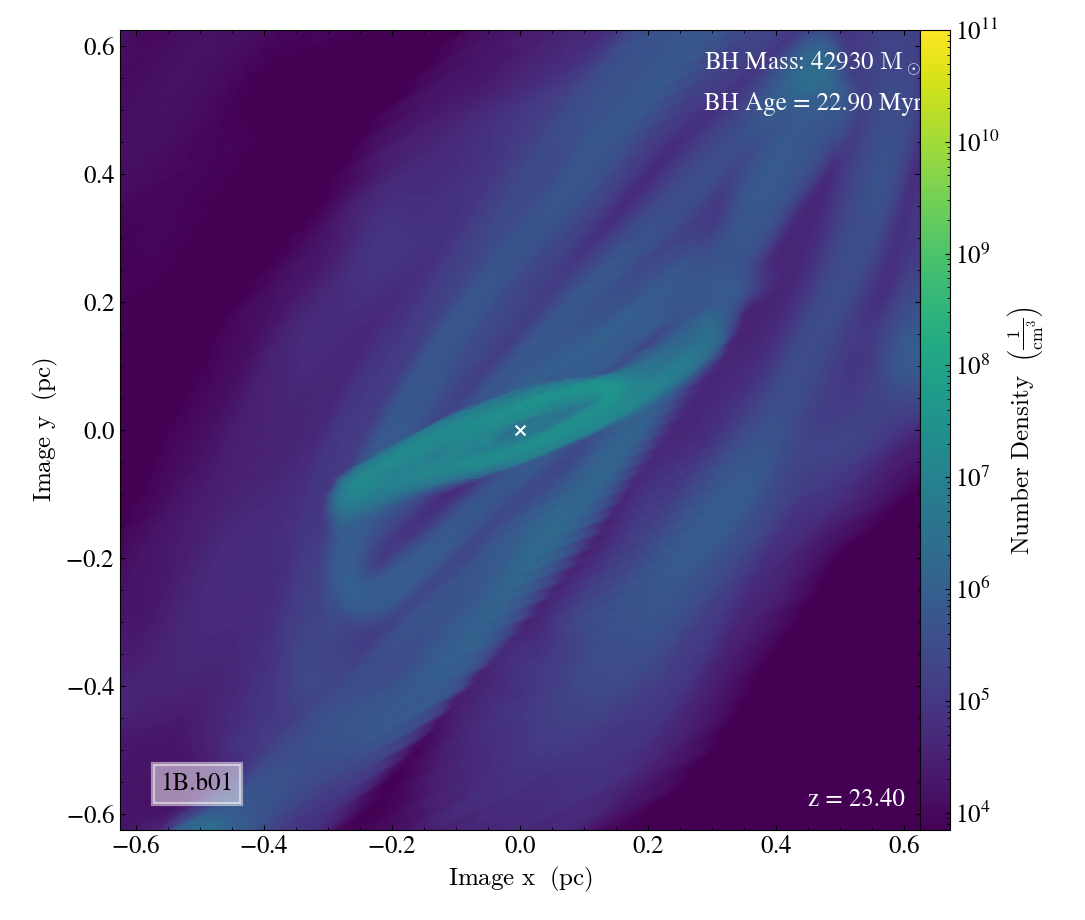 BH Mass: 42930 M⊙
BH Age = 22.90 Myr
1B.b01
z = 23.40
0.6
0.4
0.2
0.0
−0.2
−0.4
−0.6
Image y (pc)
−0.6 −0.4 −0.2 0.0 0.2 0.4 0.6
Image x (pc)
10¹¹
10¹⁰
10⁹
10⁸
10⁷
10⁶
10⁵
10⁴
Number Density (1/cm³)